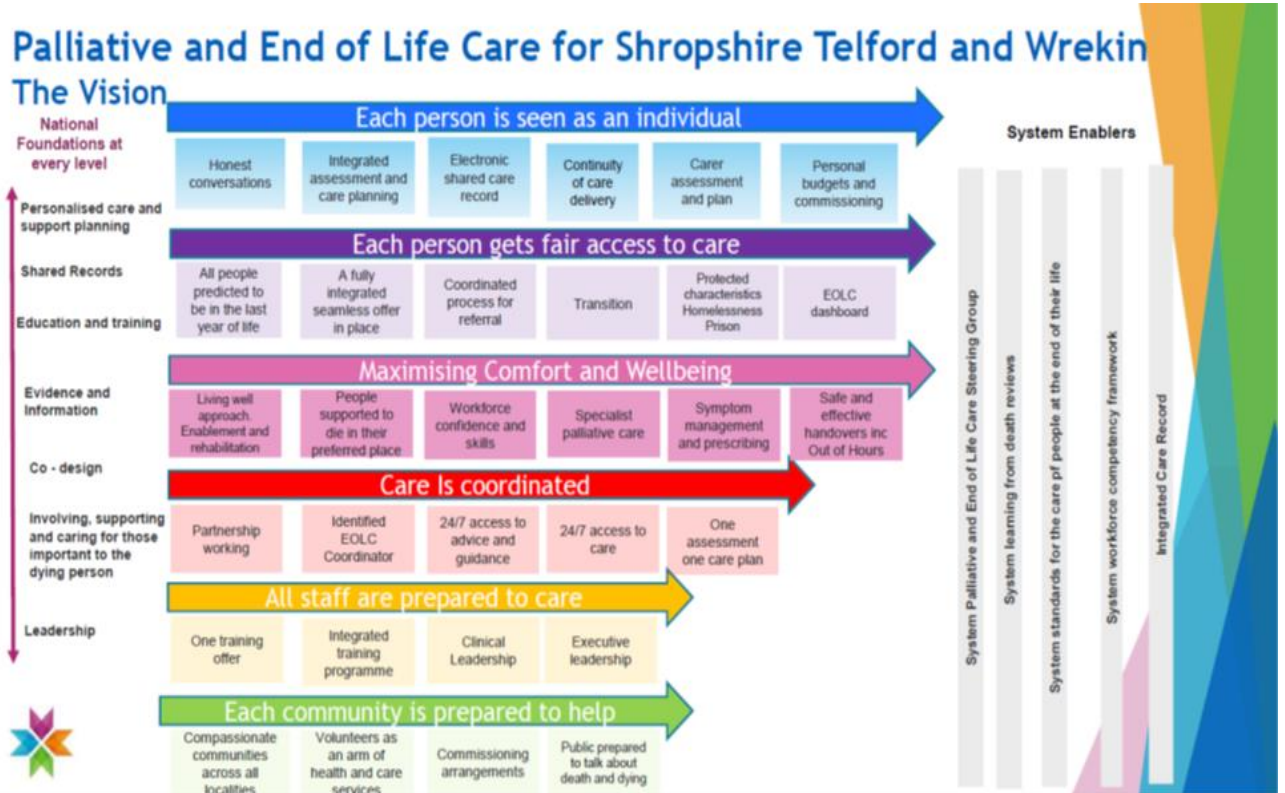 Palliative and End of Life Care for Shropshire Telford and Wrekin
The Vision
National
Foundations at
every level
Personalised care and
support planning
Shared Records
Education and training
Evidence and
Information
Co - design
Involving, supporting
and caring for those
important to the
dying person
Leadership
Each person is seen as an individual
Honest
conversations
Integrated
assessment and
care planning
Electronic
shared care
record
Continuity
of care
delivery
Carer
assessment
and plan
Personal
budgets and
commissioning
Each person gets fair access to care
All people
predicted to
be in the last
year of life
A fully
integrated
seamless offer
in place
Coordinated
process for
referral
Transition
Protected
characteristics
Homelessness
Prison
EOLC
dashboard
Maximising Comfort and Wellbeing
Living well
approach.
Enablement and
rehabilitation
People
supported to
die in their
preferred place
Workforce
confidence and
skills
Specialist
palliative care
Symptom
management
and prescribing
Safe and
effective
handovers inc
Out of Hours
Care Is coordinated
Partnership
working
Identified
EOLC
Coordinator
24/7 access to
advice and
guidance
24/7 access to
care
One
assessment
one care plan
All staff are prepared to care
One training
offer
Integrated
training
programme
Clinical
Leadership
Executive
leadership
Each community is prepared to help
Compassionate
communities
across all
localities
Volunteers as
an arm of
health and care
services
Commissioning
arrangements
Public prepared
to talk about
death and dying
System Enablers
System Palliative and End of Life Care Steering Group
System learning from death reviews
System standards for the care pf people at the end of their life
System workforce competency framework
Integrated Care Record